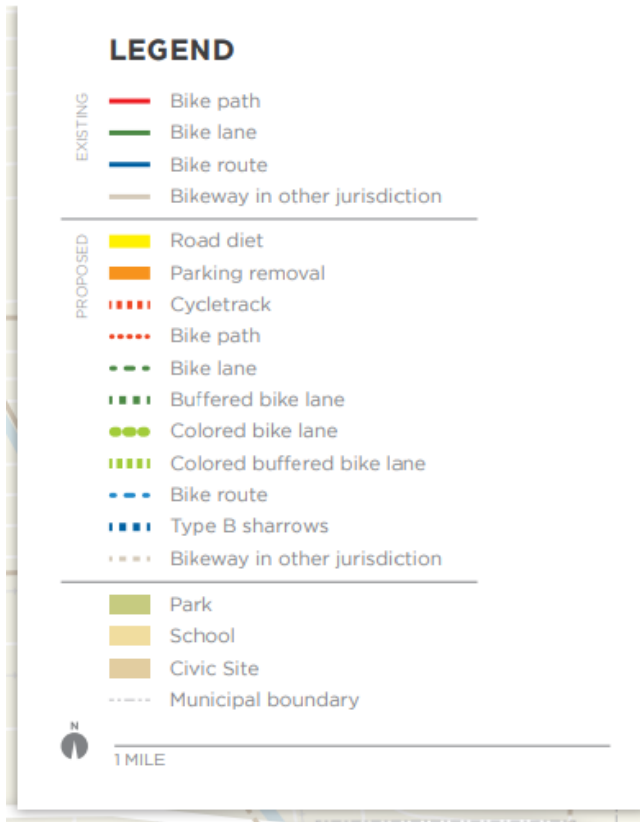 LEGEND
EXISTING
Bike path
Bike lane
Bike route
Bikeway in other jurisdiction
PROPOSED
Road diet
Parking removal
Cycletrack
Bike path
Bike lane
Buffered bike lane
Colored bike lane
Colored buffered bike lane
Bike route
Type B sharrows
Bikeway in other jurisdiction
Park
School
Civic Site
Municipal boundary
N
1 MILE